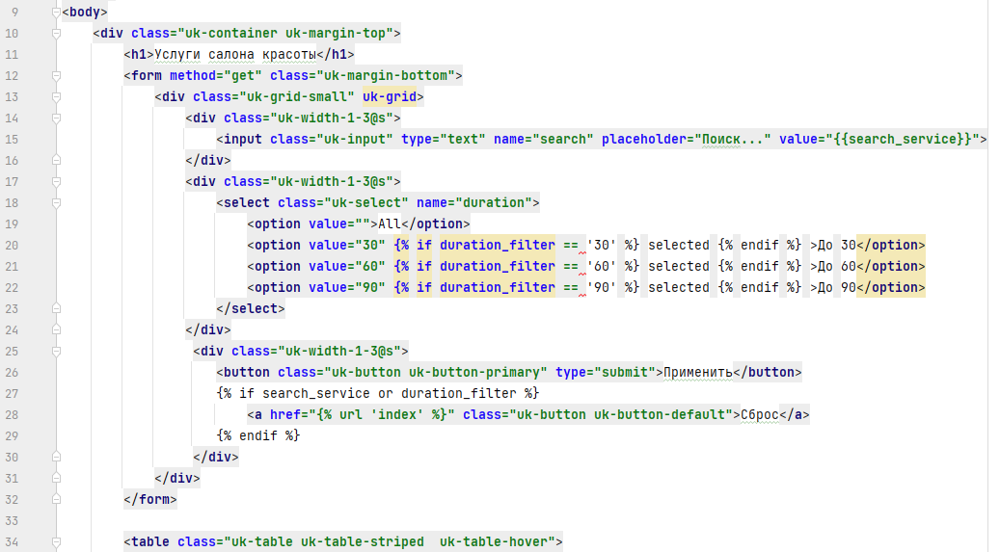 9 <body>
10 <div class="uk-container uk-margin-top">
11 <h1>Услуги салона красоты</h1>
12 <form method="get" class="uk-margin-bottom">
13 <div class="uk-grid-small" uk-grid>
14 <div class="uk-width-1-3@s">
15 <input class="uk-input" type="text" name="search" placeholder="Поиск..." value="{{search_service}}">
16 </div>
17 <div class="uk-width-1-3@s">
18 <select class="uk-select" name="duration">
19 <option value="">All</option>
20 <option value="30" {% if duration_filter == '30' %} selected {% endif %} >До 30</option>
21 <option value="60" {% if duration_filter == '60' %} selected {% endif %} >До 60</option>
22 <option value="90" {% if duration_filter == '90' %} selected {% endif %} >До 90</option>
23 </select>
24 </div>
25 <div class="uk-width-1-3@s">
26 <button class="uk-button uk-button-primary" type="submit">Применить</button>
27 {% if search_service or duration_filter %}
28 <a href="{% url 'index' %}" class="uk-button uk-button-default">Сброс</a>
29 {% endif %}
30 </div>
31 </div>
32 </form>
33
34 <table class="uk-table uk-table-striped  uk-table-hover">